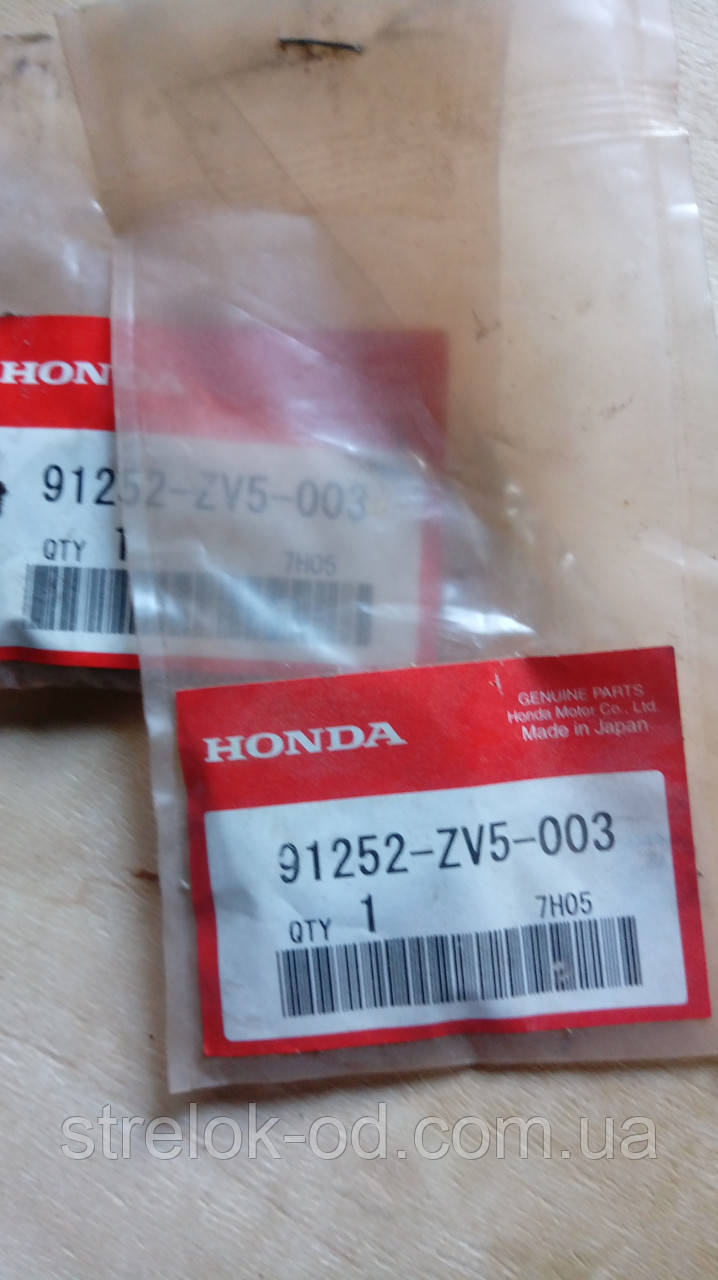 HONDA
91252-ZV5-003
QTY 1 7H05
GENUINE PARTS
Honda Motor Co., Ltd.
Made in Japan
HONDA
91252-ZV5-003
QTY 1 7H05
strelok-od.com.ua